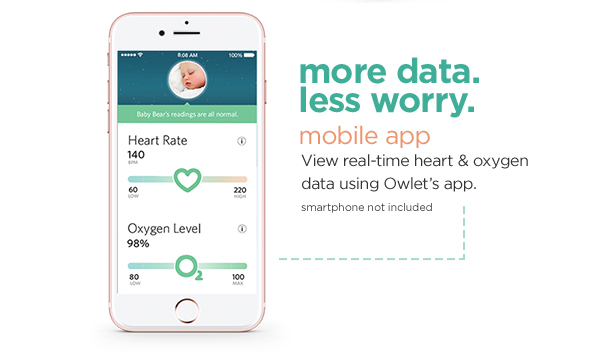 8:08 AM 100%
Baby Bear's readings are all normal.
Heart Rate
140
BPM
60 220
LOW HIGH
Oxygen Level
98%
O2
80 100
LOW MAX
more data.
less worry.
mobile app
View real-time heart & oxygen
data using Owlet's app.
smartphone not included